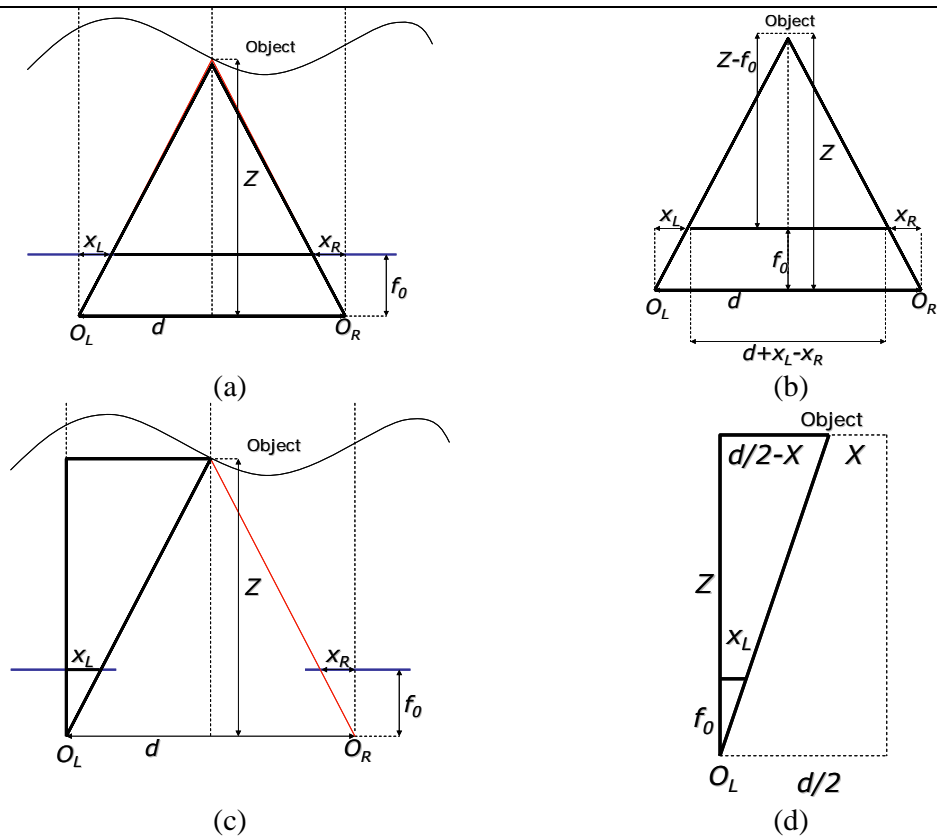 Object
Z
x_L
x_R
f_0
O_L
d
O_R
(a)
Object
Z-f_0
Z
x_L
x_R
f_0
O_L
d
O_R
d+x_L-x_R
(b)
Object
Z
x_L
x_R
f_0
O_L
d
O_R
(c)
Object
d/2-X
X
Z
x_L
f_0
O_L
d/2
(d)